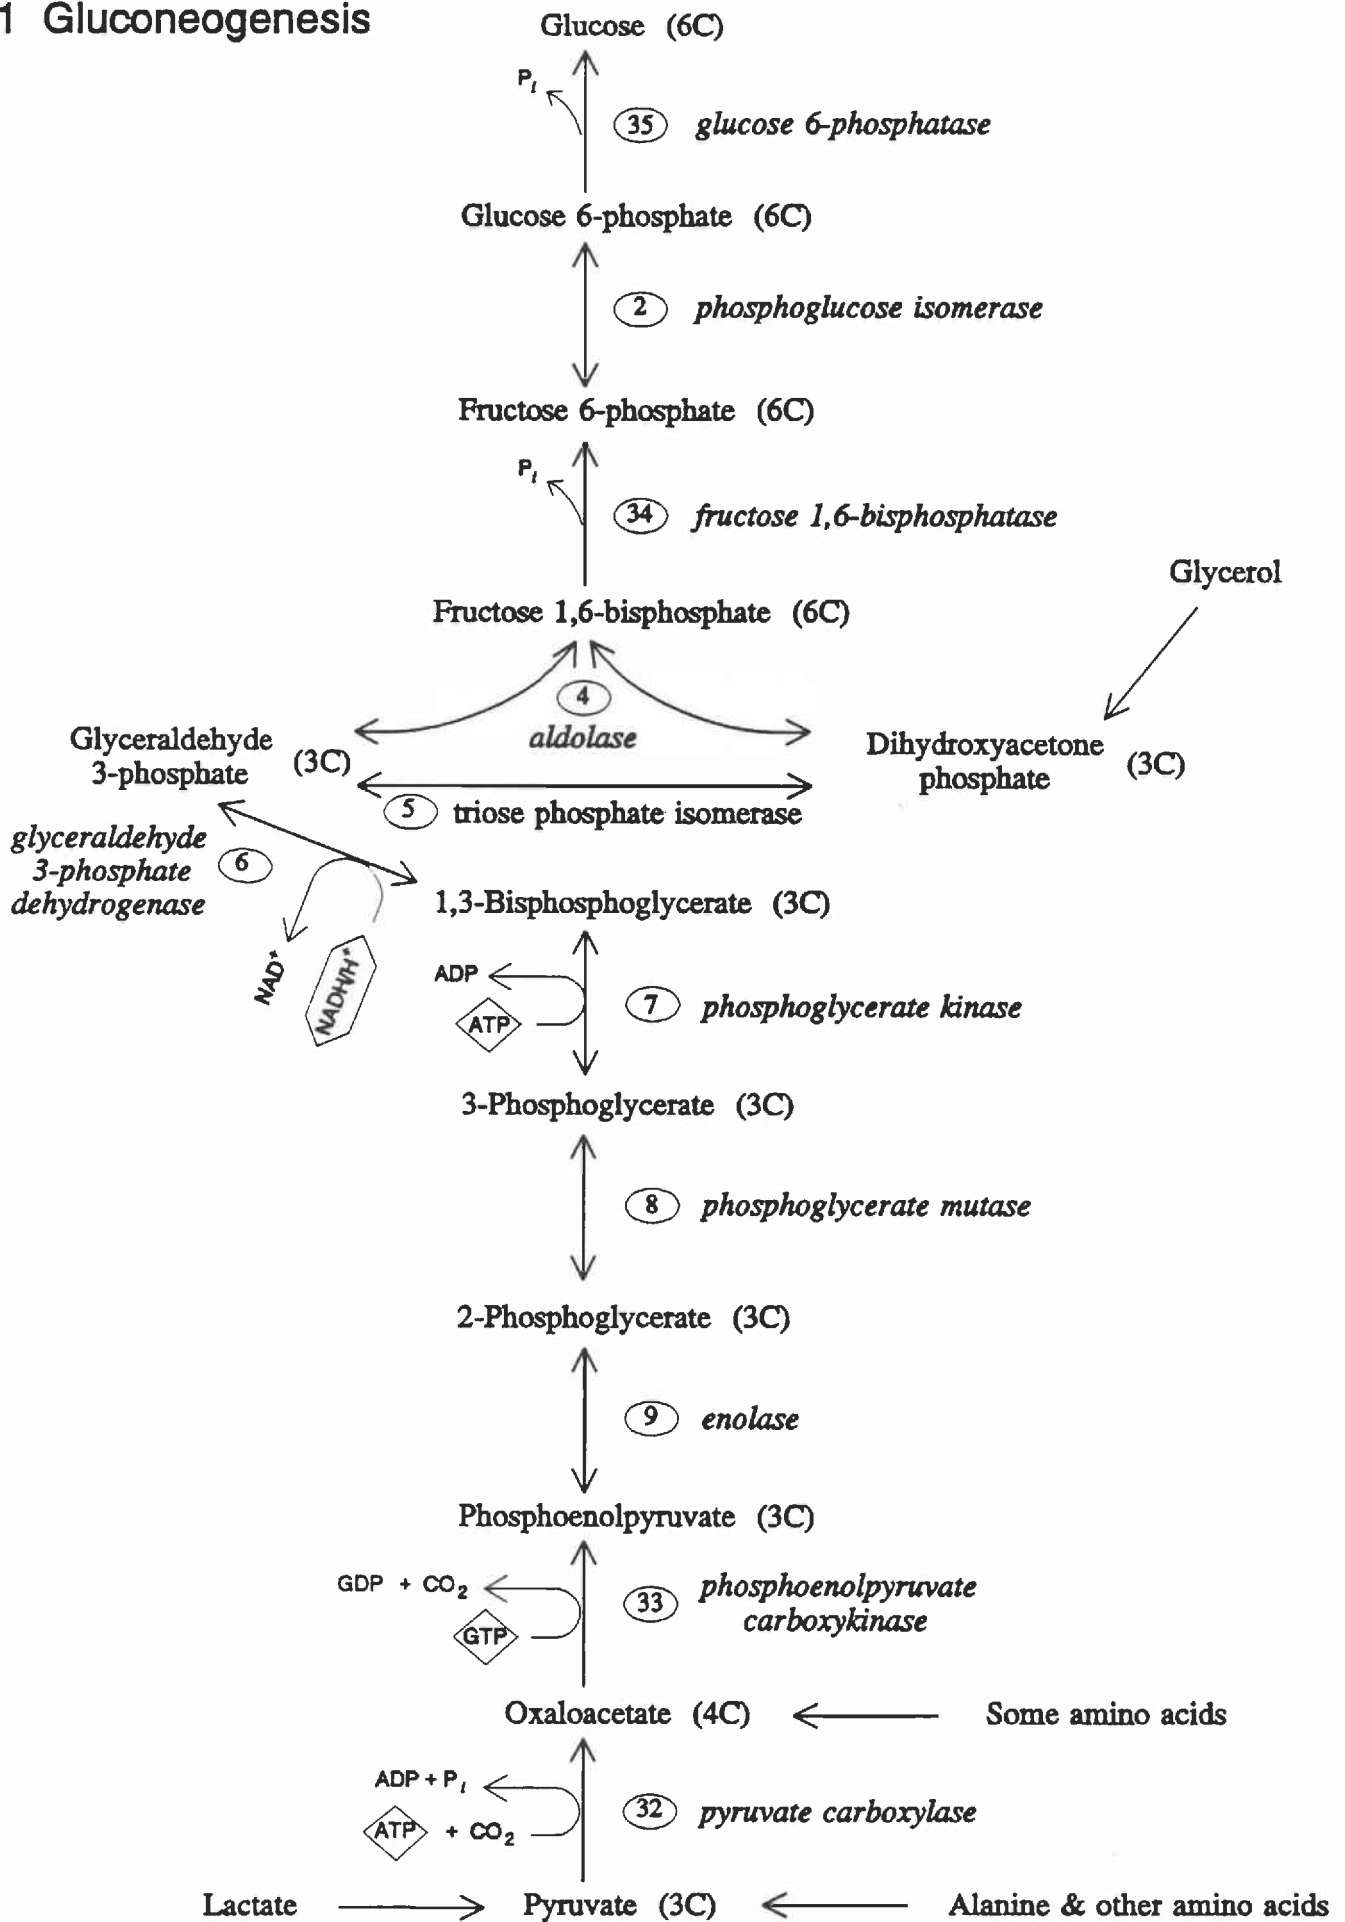 1 Gluconeogenesis
Glucose (6C)
Pi
35 glucose 6-phosphatase
Glucose 6-phosphate (6C)
2 phosphoglucose isomerase
Fructose 6-phosphate (6C)
Pi
34 fructose 1,6-bisphosphatase
Glycerol
Fructose 1,6-bisphosphate (6C)
4
aldolase
Glyceraldehyde
3-phosphate (3C)
Dihydroxyacetone
phosphate (3C)
5 triose phosphate isomerase
glyceraldehyde
3-phosphate
dehydrogenase
6
1,3-Bisphosphoglycerate (3C)
NAD+
NADH/H+
ADP
ATP
7 phosphoglycerate kinase
3-Phosphoglycerate (3C)
8 phosphoglycerate mutase
2-Phosphoglycerate (3C)
9 enolase
Phosphoenolpyruvate (3C)
GDP + CO2
GTP
33 phosphoenolpyruvate
carboxykinase
Oxaloacetate (4C)
Some amino acids
ADP + Pi
ATP + CO2
32 pyruvate carboxylase
Lactate
Pyruvate (3C)
Alanine & other amino acids